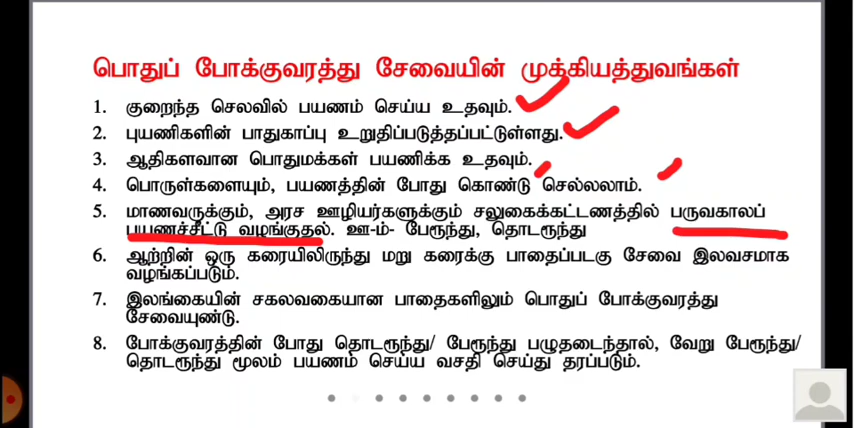 பொதுப் போக்குவரத்து சேவையின் முக்கியத்துவங்கள்
1. குறைந்த செலவில் பயணம் செய்ய உதவும்.
2. புயணிகளின் பாதுகாப்பு உறுதிப்படுத்தப்பட்டுள்ளது.
3. ஆதிகளவான பொதுமக்கள் பயணிக்க உதவும்.
4. பொருள்களையும், பயணத்தின் போது கொண்டு செல்லலாம்.
5. மாணவருக்கும், அரச ஊழியர்களுக்கும் சலுகைக்கட்டணத்தில் பருவகாலப்
பயணச்சீட்டு வழங்குதல். ஊ-ம்- பேரூந்து, தொடரூந்து
6. ஆற்றின் ஒரு கரையிலிருந்து மறு கரைக்கு பாதைப்படகு சேவை இலவசமாக
வழங்கப்படும்.
7. இலங்கையின் சகலவகையான பாதைகளிலும் பொதுப் போக்குவரத்து
சேவையுண்டு.
8. போக்குவரத்தின் போது தொடரூந்து/ பேரூந்து பழுதடைந்தால், வேறு பேரூந்து/
தொடரூந்து மூலம் பயணம் செய்ய வசதி செய்து தரப்படும்.